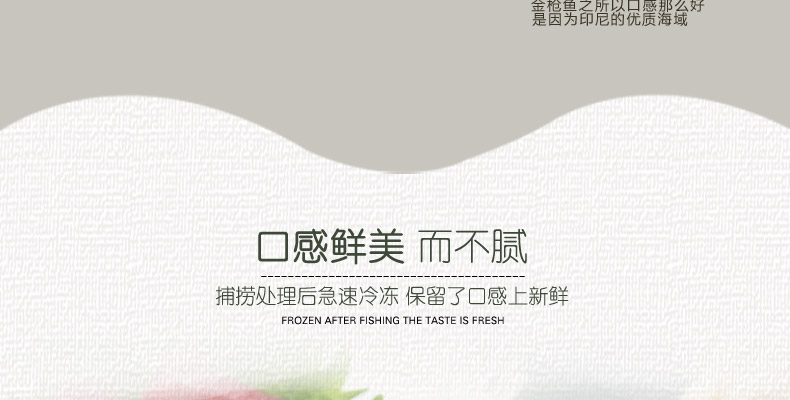 金枪鱼之所以口感那么好
是因为印尼的优质海域
口感鲜美 而不腻
捕捞处理后急速冷冻 保留了口感上新鲜
FROZEN AFTER FISHING THE TASTE IS FRESH